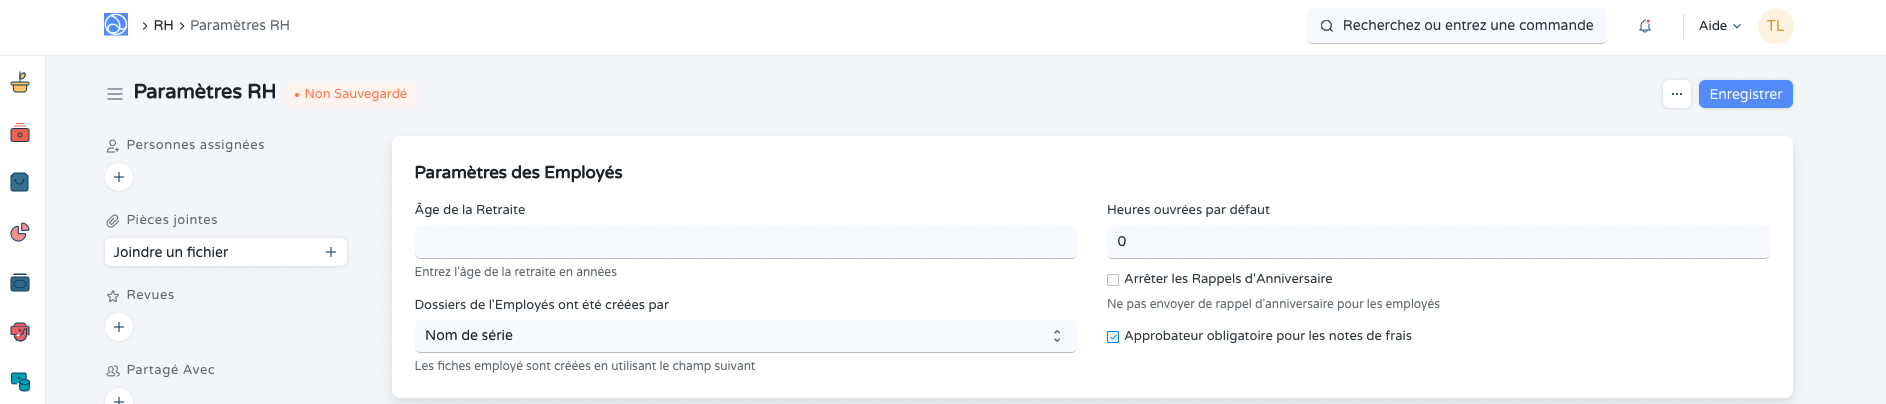 RH Paramètres RH
Recherchez ou entrez une commande
Aide
TL
Paramètres RH
Non Sauvegardé
...
Enregistrer
Personnes assignées
Pièces jointes
Joindre un fichier
Revues
Partagé Avec
Paramètres des Employés
Âge de la Retraite
Entrez l'âge de la retraite en années
Dossiers de l'Employés ont été créées par
Nom de série
Les fiches employé sont créées en utilisant le champ suivant
Heures ouvrées par défaut
0
Arrêter les Rappels d'Anniversaire
Ne pas envoyer de rappel d'anniversaire pour les employés
Approbateur obligatoire pour les notes de frais